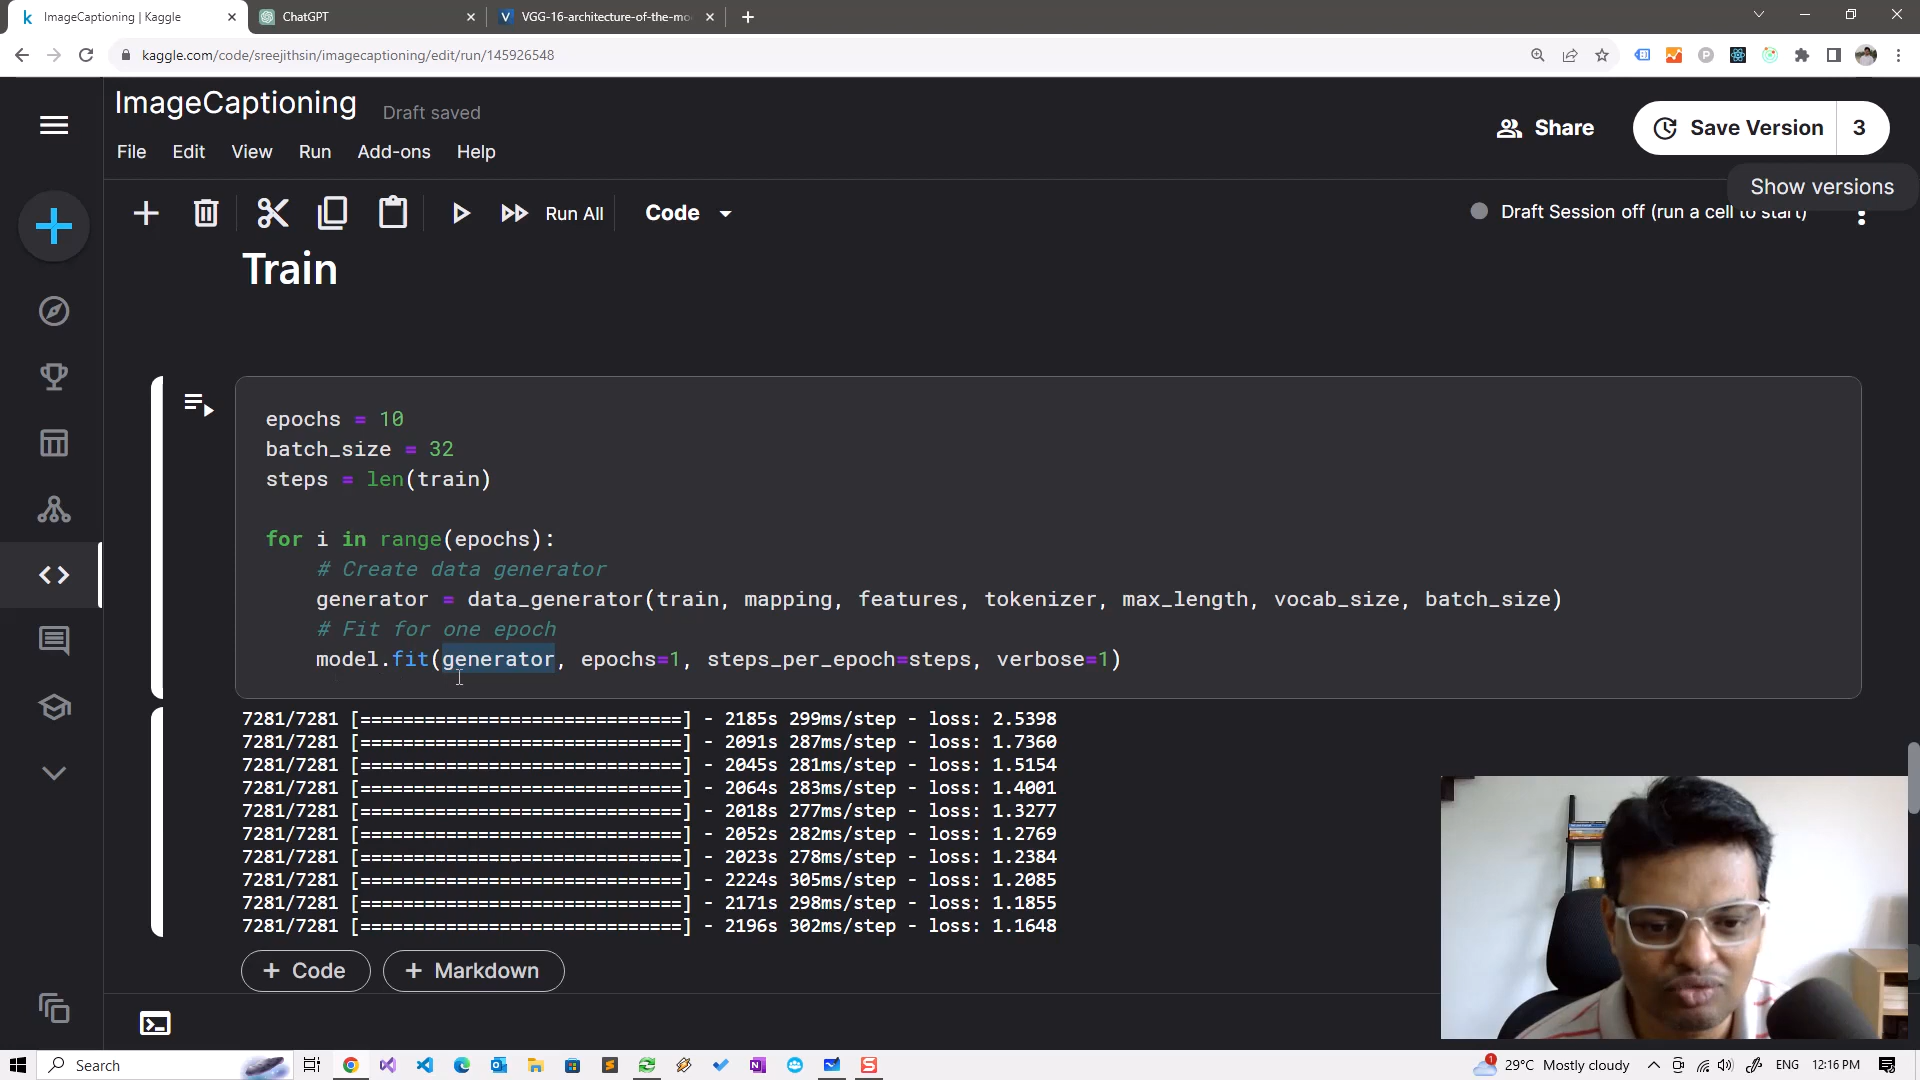 ImageCaptioning | Kaggle
ChatGPT
VGG-16-architecture-of-the-mo
kaggle.com/code/sreejithsin/imagecaptioning/edit/run/145926548
ImageCaptioning
Draft saved
Share
Save Version
3
File Edit View Run Add-ons Help
Show versions
Run All
Code
Draft Session off (run a cell to start)
Train
epochs = 10
batch_size = 32
steps = len(train)
for i in range(epochs):
# Create data generator
generator = data_generator(train, mapping, features, tokenizer, max_length, vocab_size, batch_size)
# Fit for one epoch
model.fit(generator, epochs=1, steps_per_epoch=steps, verbose=1)
7281/7281 [==============================] - 2185s 299ms/step - loss: 2.5398
7281/7281 [==============================] - 2091s 287ms/step - loss: 1.7360
7281/7281 [==============================] - 2045s 281ms/step - loss: 1.5154
7281/7281 [==============================] - 2064s 283ms/step - loss: 1.4001
7281/7281 [==============================] - 2018s 277ms/step - loss: 1.3277
7281/7281 [==============================] - 2052s 282ms/step - loss: 1.2769
7281/7281 [==============================] - 2023s 278ms/step - loss: 1.2384
7281/7281 [==============================] - 2224s 305ms/step - loss: 1.2085
7281/7281 [==============================] - 2171s 298ms/step - loss: 1.1855
7281/7281 [==============================] - 2196s 302ms/step - loss: 1.1648
+ Code
+ Markdown
Search
1
29°C Mostly cloudy
ENG
12:16 PM